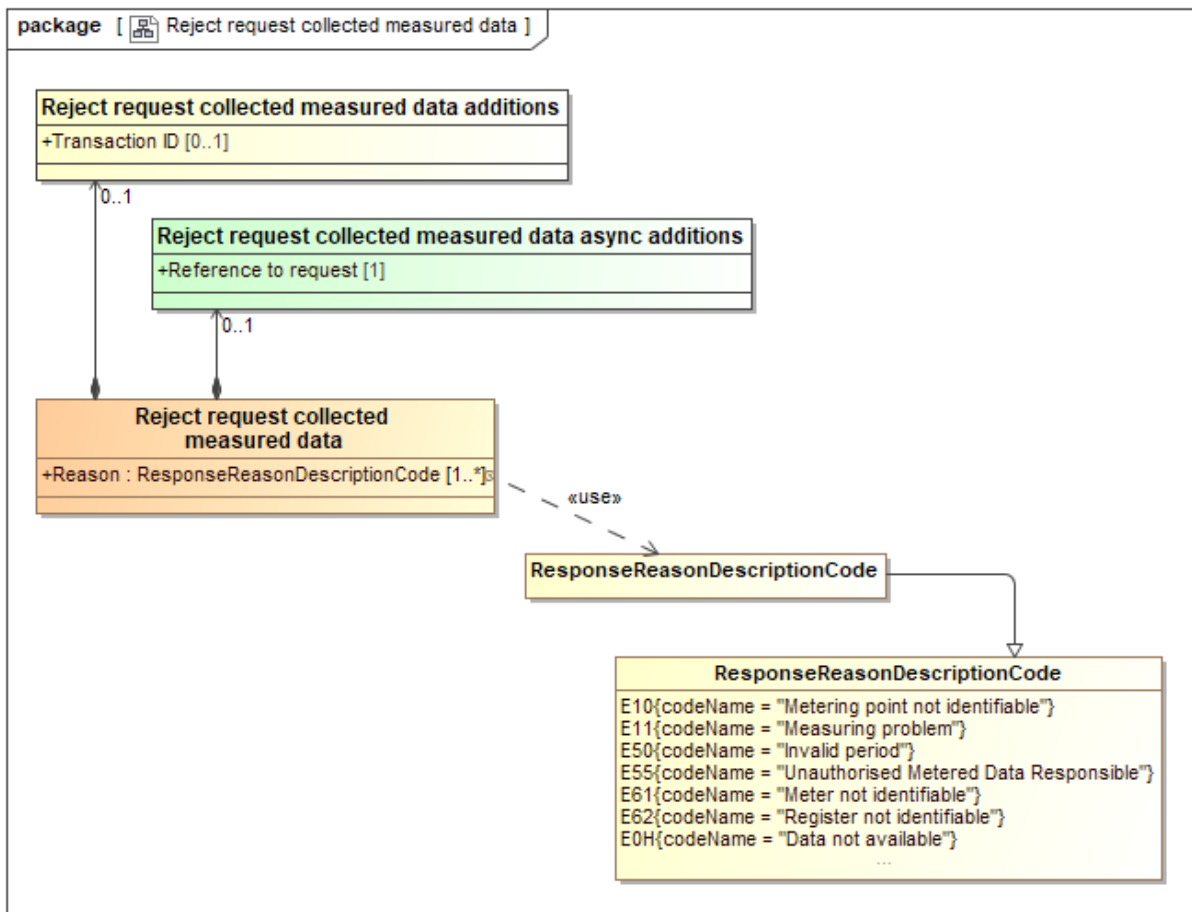 package [ Reject request collected measured data ]
Reject request collected measured data additions
+Transaction ID [0..1]
0..1
Reject request collected measured data async additions
+Reference to request [1]
0..1
Reject request collected
measured data
+Reason : ResponseReasonDescriptionCode [1..*]
«use»
ResponseReasonDescriptionCode
ResponseReasonDescriptionCode
E10{codeName = "Metering point not identifiable"}
E11{codeName = "Measuring problem"}
E50{codeName = "Invalid period"}
E55{codeName = "Unauthorised Metered Data Responsible"}
E61{codeName = "Meter not identifiable"}
E62{codeName = "Register not identifiable"}
E0H{codeName = "Data not available"}
...